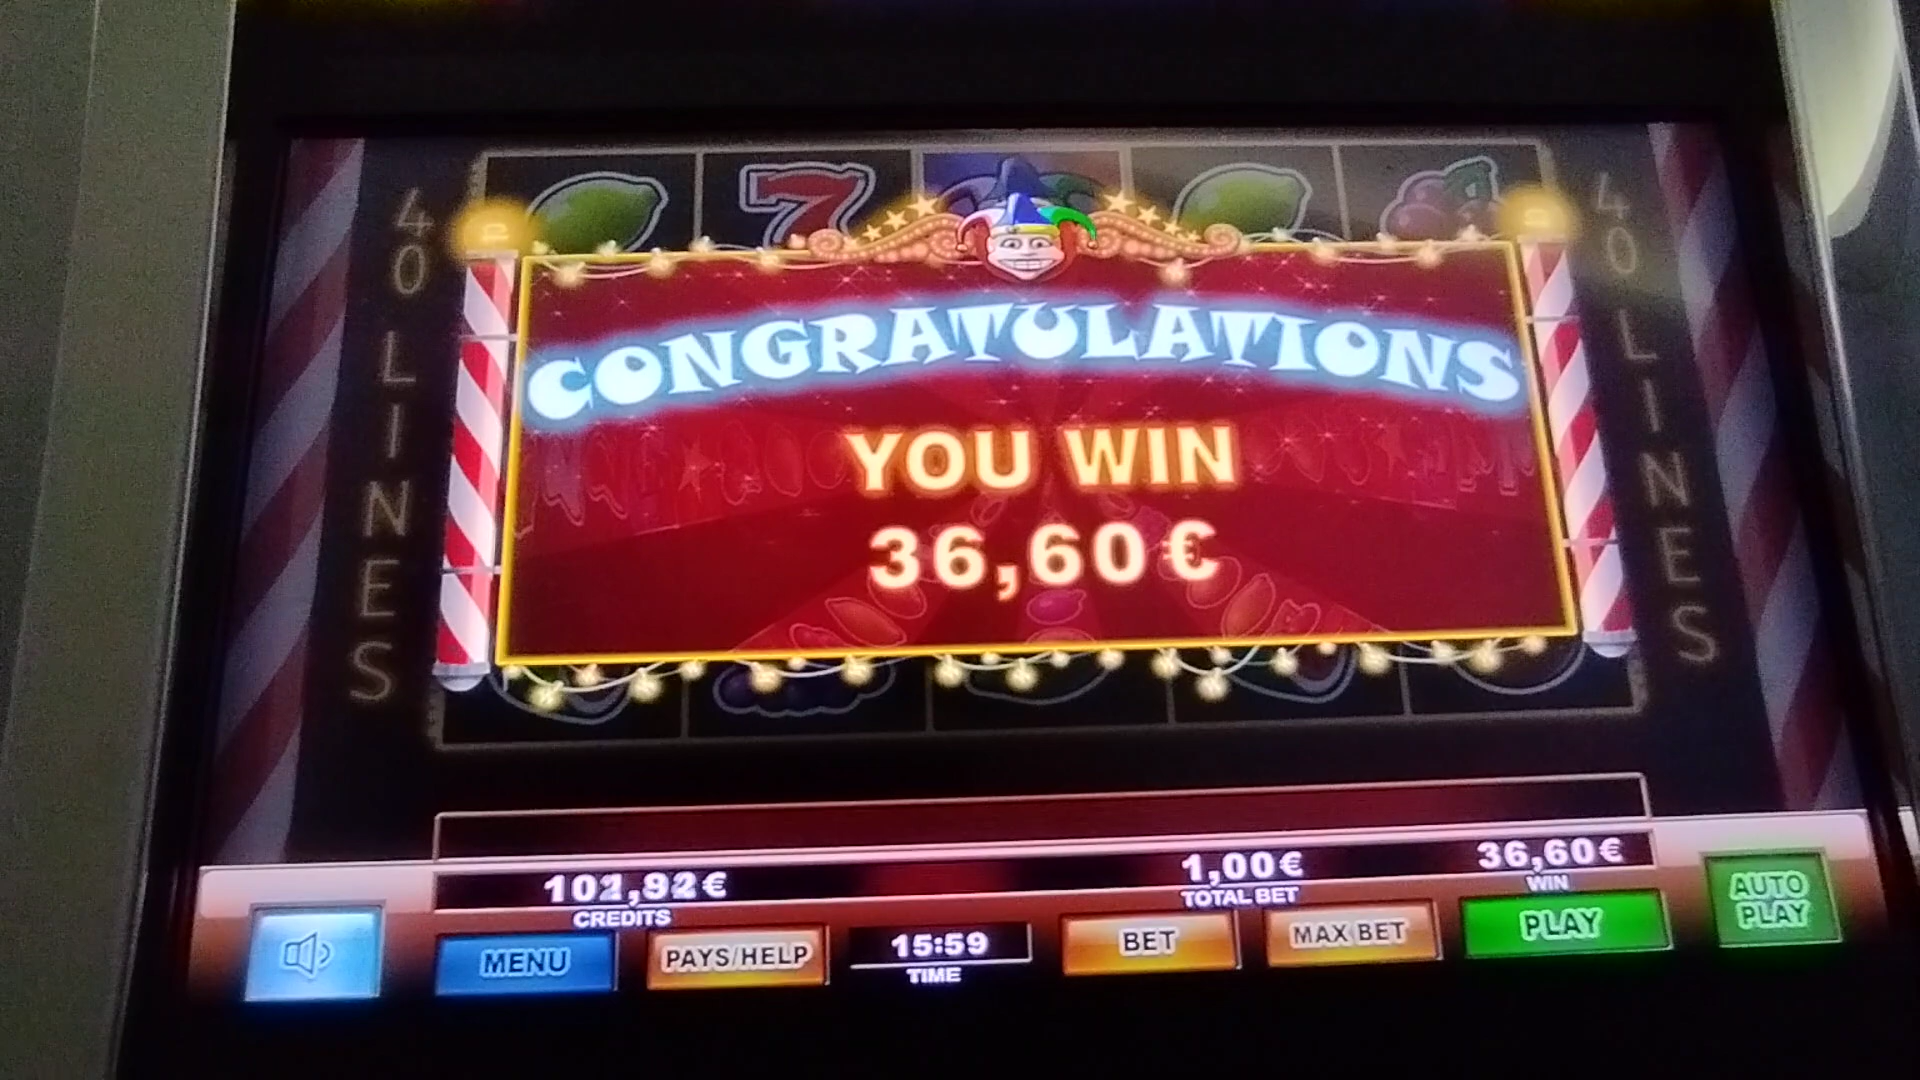 40 LINES
40 LINES
7
CONGRATULATIONS
YOU WIN
36,60€
1,00€
36,60€
CREDITS
TOTAL BET
WIN
MENU
PAYS/HELP
15:59
TIME
BET
MAX BET
PLAY
AUTO
PLAY